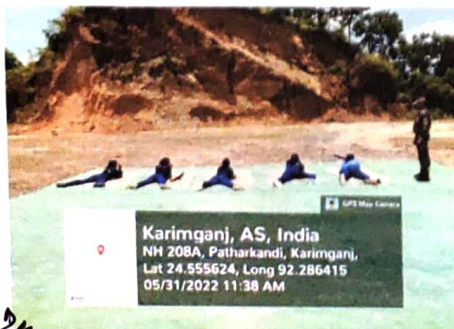 GPS Map Camera
Karimganj, AS, India
NH 208A, Patharkandi, Karimganj,
Lat 24.555624, Long 92.286415
05/31/2022 11:38 AM